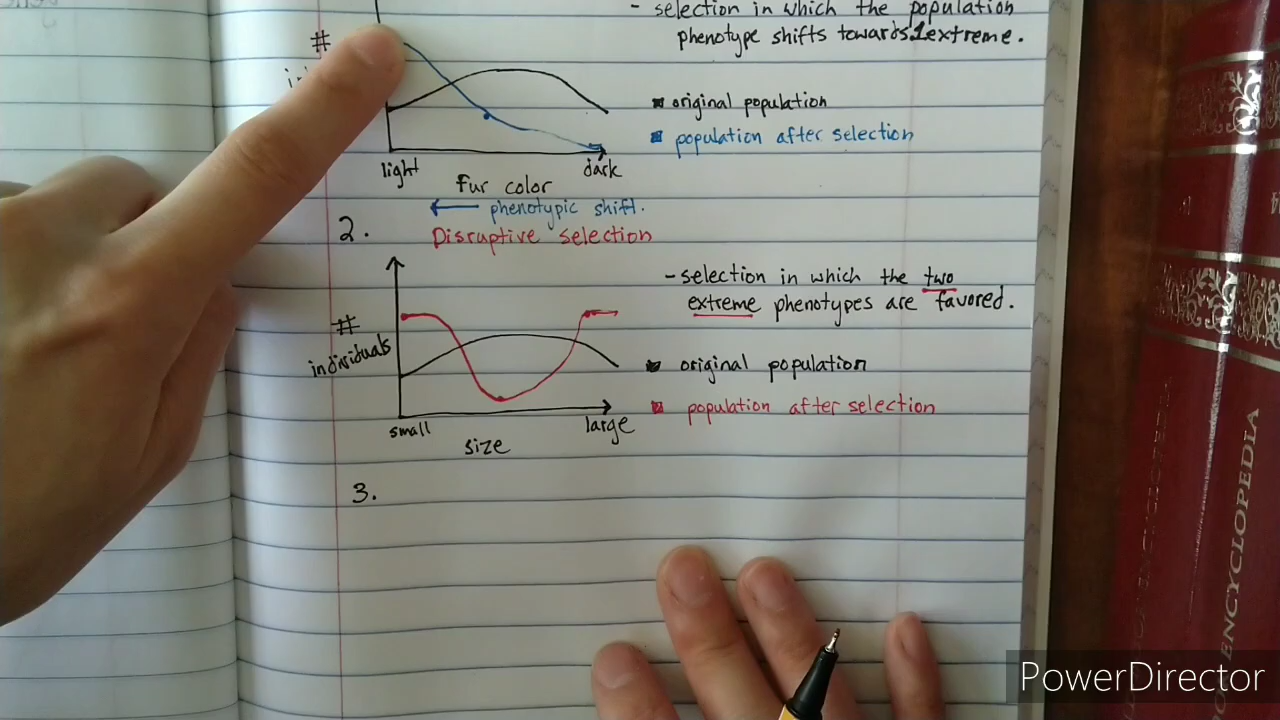 - selection in which the population
phenotype shifts towards 1 extreme.
#
original population
population after selection
light
dark
Fur color
← phenotypic shift.
2.
Disruptive selection
- selection in which the two
extreme phenotypes are favored.
#
individuals
original population
population after selection
small
large
size
3.
ENCYCLOPEDIA
PowerDirector